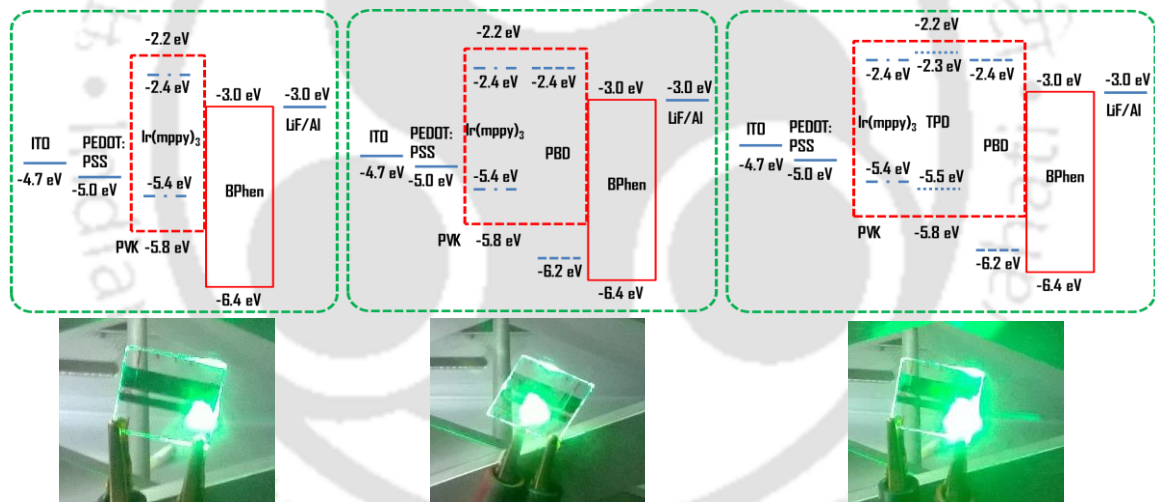 -2.2 eV
-2.4 eV
-3.0 eV
-3.0 eV
LiF/Al
Ir(mppy)₃
ITO
PEDOT:
PSS
-4.7 eV
-5.0 eV
-5.4 eV
BPhen
PVK
-5.8 eV
-6.4 eV
-2.2 eV
-2.4 eV
-2.4 eV
-3.0 eV
-3.0 eV
LiF/Al
Ir(mppy)₃
ITO
PEDOT:
PSS
PBD
-4.7 eV
-5.0 eV
-5.4 eV
BPhen
PVK
-5.8 eV
-6.2 eV
-6.4 eV
-2.2 eV
-2.4 eV
-2.3 eV
-2.4 eV
-3.0 eV
-3.0 eV
LiF/Al
Ir(mppy)₃
TPD
ITO
PEDOT:
PSS
PBD
-4.7 eV
-5.0 eV
-5.4 eV
-5.5 eV
BPhen
PVK
-5.8 eV
-6.2 eV
-6.4 eV